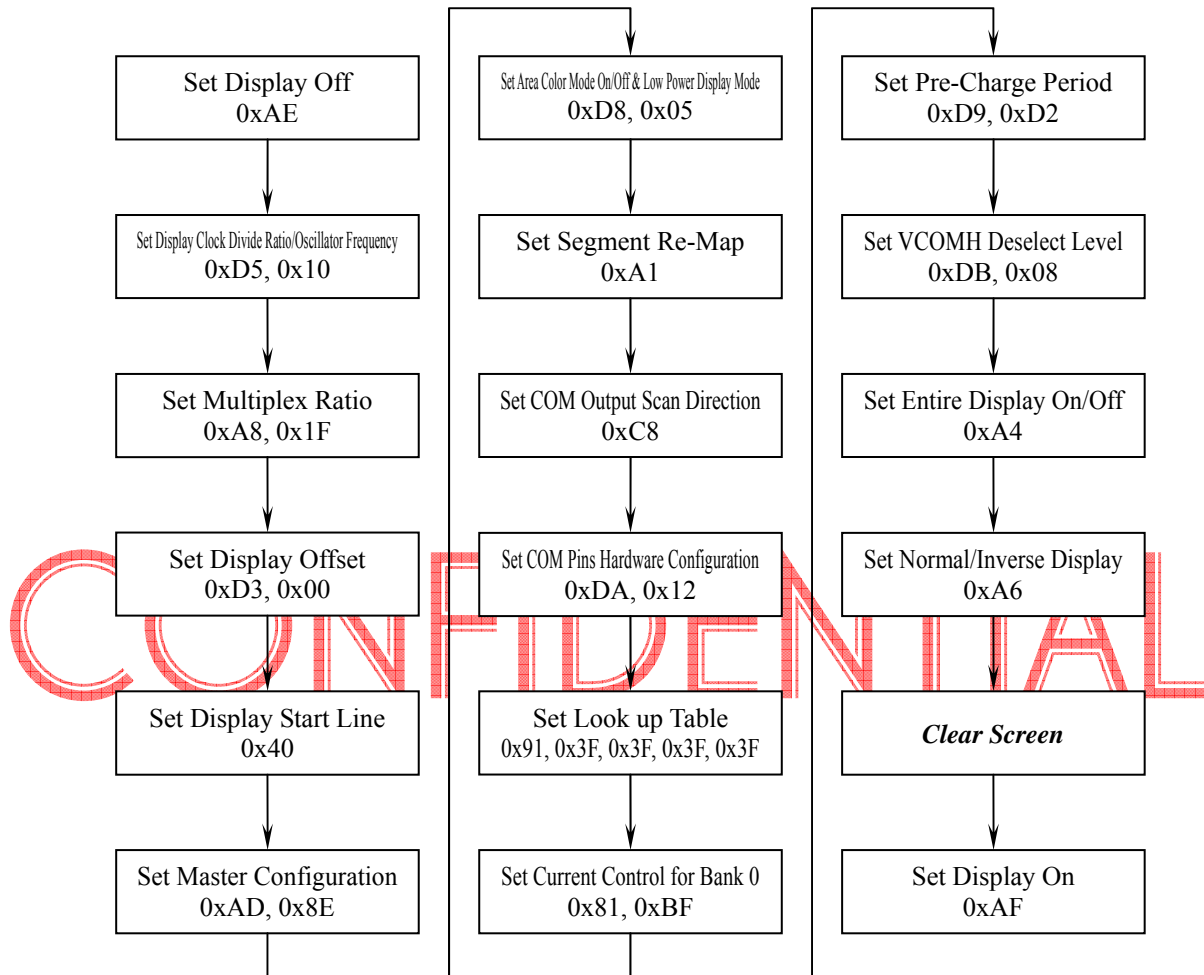 Set Display Off
0xAE
Set Display Clock Divide Ratio/Oscillator Frequency
0xD5, 0x10
Set Multiplex Ratio
0xA8, 0x1F
Set Display Offset
0xD3, 0x00
Set Display Start Line
0x40
Set Master Configuration
0xAD, 0x8E
Set Area Color Mode On/Off & Low Power Display Mode
0xD8, 0x05
Set Segment Re-Map
0xA1
Set COM Output Scan Direction
0xC8
Set COM Pins Hardware Configuration
0xDA, 0x12
Set Look up Table
0x91, 0x3F, 0x3F, 0x3F, 0x3F
Set Current Control for Bank 0
0x81, 0xBF
Set Pre-Charge Period
0xD9, 0xD2
Set VCOMH Deselect Level
0xDB, 0x08
Set Entire Display On/Off
0xA4
Set Normal/Inverse Display
0xA6
Clear Screen
Set Display On
0xAF
CONFIDENTIAL